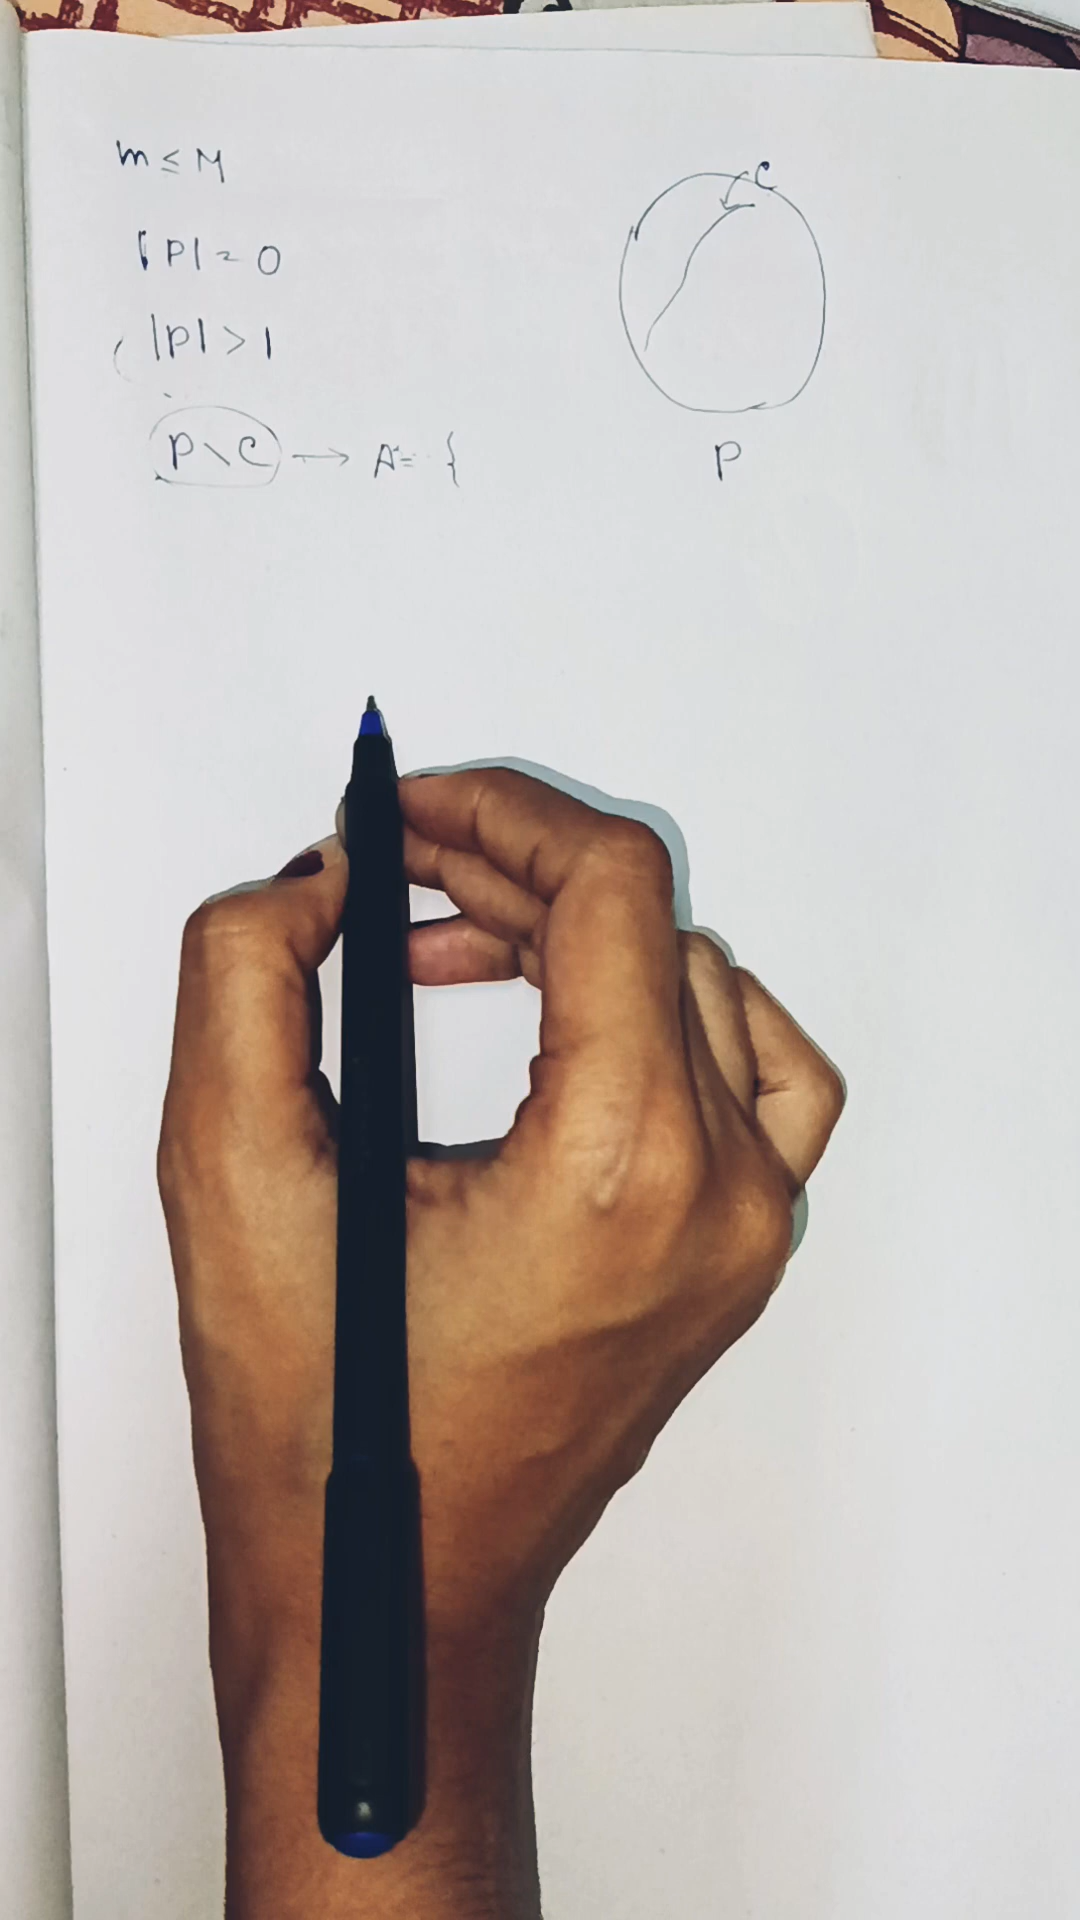 m ≤ M
|P| = 0
|P| > 1
P \ C → A = {
C
P